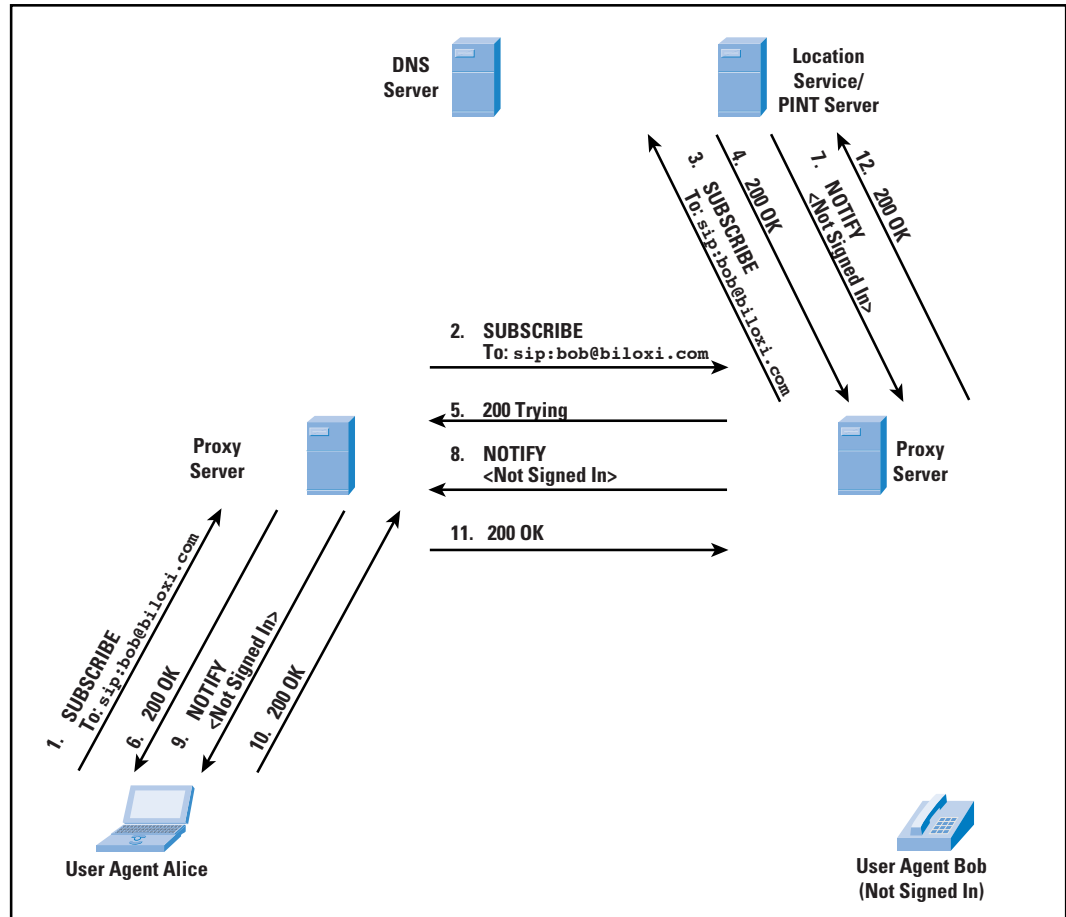 DNS
Server
Location
Service/
PINT Server
3. SUBSCRIBE
To: sip:bob@biloxi.com
4. 200 OK
7. NOTIFY
<Not Signed In>
12. 200 OK
2. SUBSCRIBE
To: sip:bob@biloxi.com
5. 200 Trying
8. NOTIFY
<Not Signed In>
11. 200 OK
Proxy
Server
Proxy
Server
1. SUBSCRIBE
To: sip:bob@biloxi.com
6. 200 OK
9. NOTIFY
<Not Signed In>
10. 200 OK
User Agent Alice
User Agent Bob
(Not Signed In)